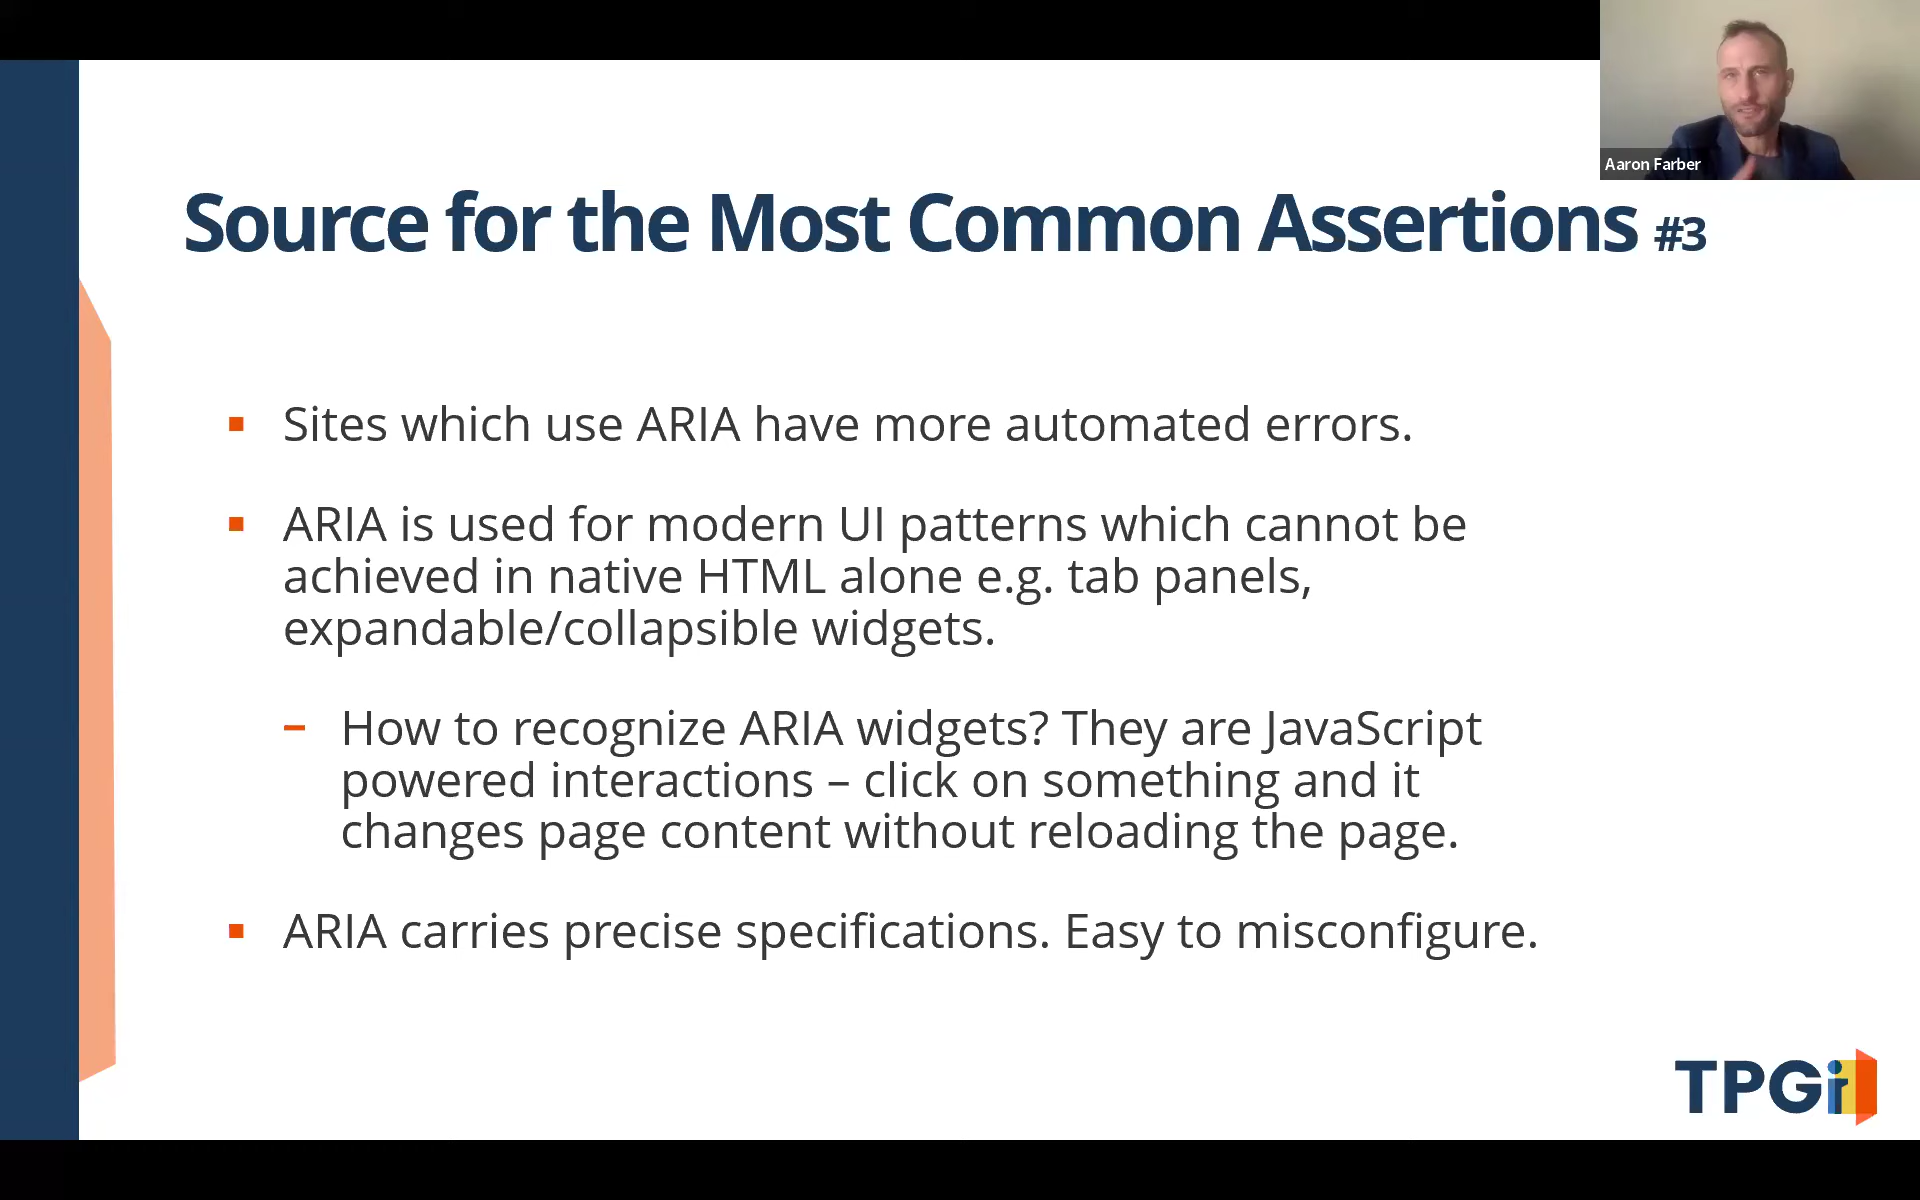 Aaron Farber
Source for the Most Common Assertions #3
▪ Sites which use ARIA have more automated errors.
▪ ARIA is used for modern UI patterns which cannot be
achieved in native HTML alone e.g. tab panels,
expandable/collapsible widgets.
– How to recognize ARIA widgets? They are JavaScript
powered interactions – click on something and it
changes page content without reloading the page.
▪ ARIA carries precise specifications. Easy to misconfigure.
TPGi